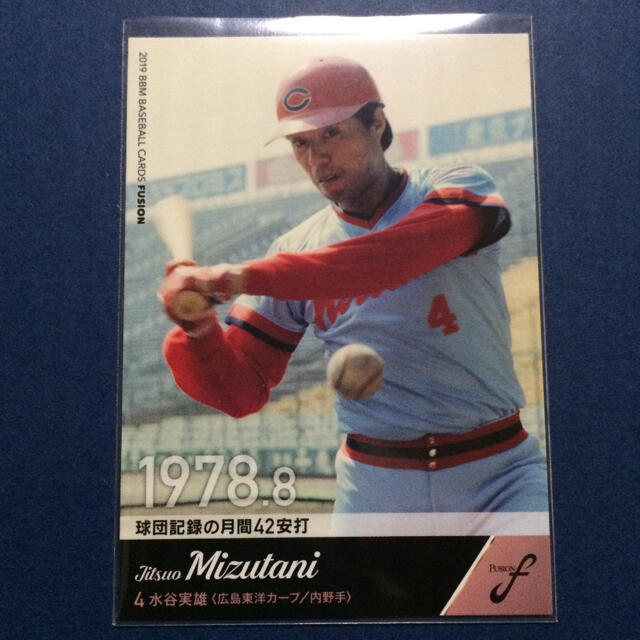 2019 BBM BASEBALL CARDS FUSION
C
4
1978.8
球団記録の月間42安打
Jitsuo Mizutani
4 水谷実雄〈広島東洋カープ/内野手〉
FUSION
f